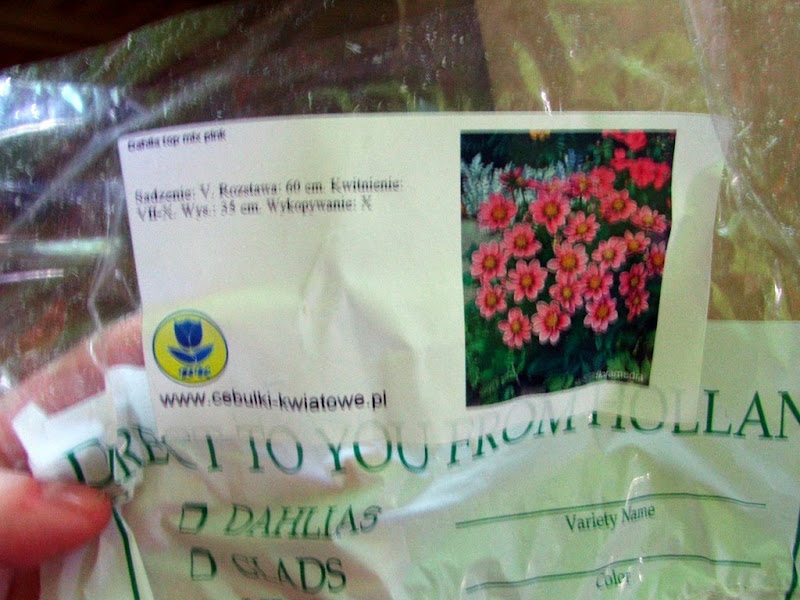 Dahlia top mix pink
Sadzenie: V. Rozstawa: 60 cm. Kwitnienie:
VII-X. Wys.: 35 cm. Wykopywanie: X
www.cebulki-kwiatowe.pl
DIRECT TO YOU FROM HOLLAN
DAHLIAS
Variety Name
GLADS
Color